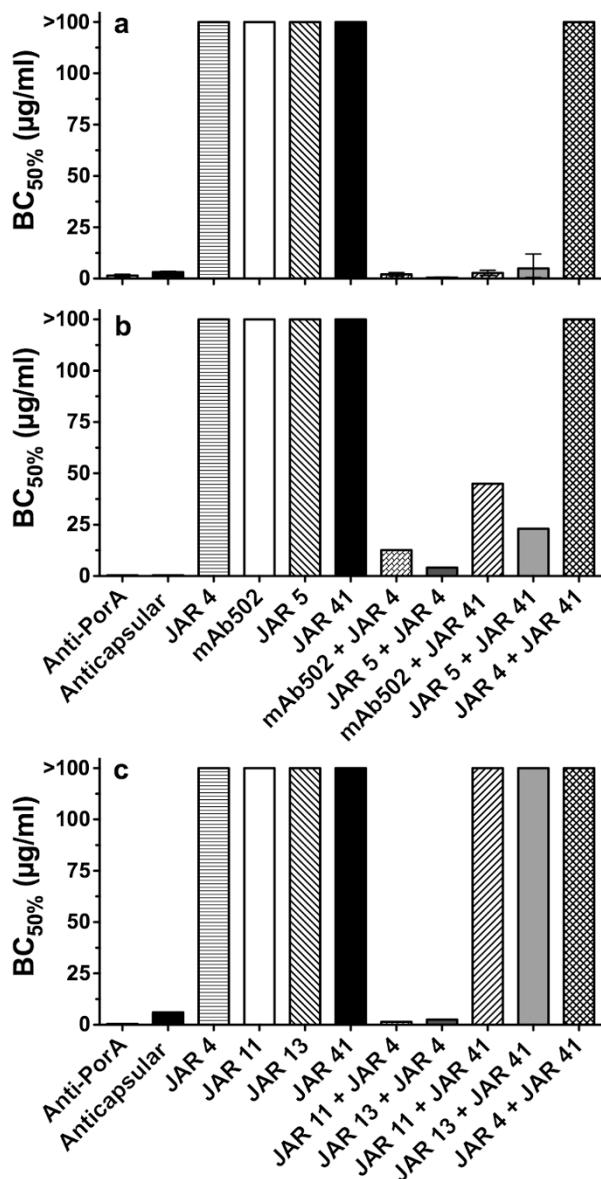 a
BC50% (µg/ml)
>100
100
75
50
25
0
b
BC50% (µg/ml)
>100
100
75
50
25
0
Anti-PorA
Anticapsular
JAR 4
mAb502
JAR 5
JAR 41
mAb502 + JAR 4
JAR 5 + JAR 4
mAb502 + JAR 41
JAR 5 + JAR 41
JAR 4 + JAR 41
c
BC50% (µg/ml)
>100
100
75
50
25
0
Anti-PorA
Anticapsular
JAR 4
JAR 11
JAR 13
JAR 41
JAR 11 + JAR 4
JAR 13 + JAR 4
JAR 11 + JAR 41
JAR 13 + JAR 41
JAR 4 + JAR 41